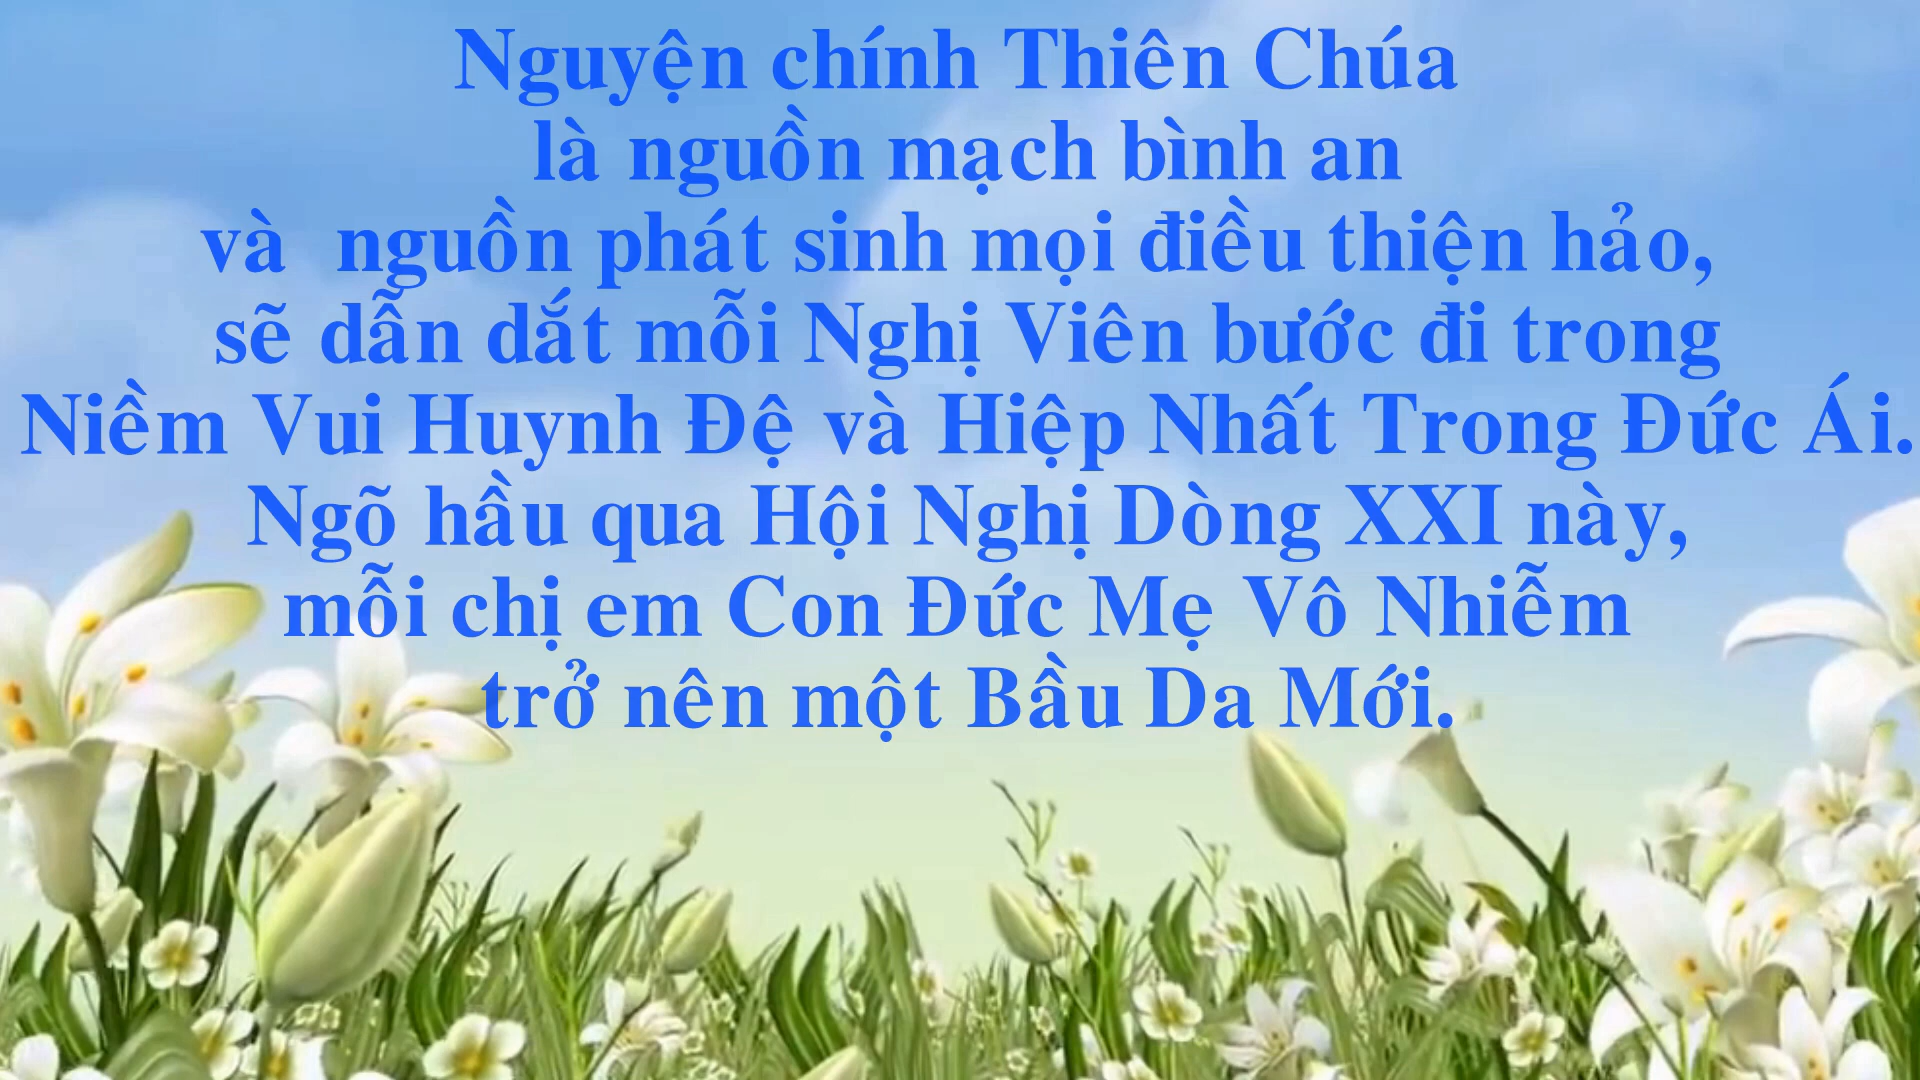 Nguyện chính Thiên Chúa
là nguồn mạch bình an
và  nguồn phát sinh mọi điều thiện hảo,
sẽ dẫn dắt mỗi Nghị Viên bước đi trong
Niềm Vui Huynh Đệ và Hiệp Nhất Trong Đức Ái.
Ngõ hầu qua Hội Nghị Dòng XXI này,
mỗi chị em Con Đức Mẹ Vô Nhiễm
trở nên một Bầu Da Mới.